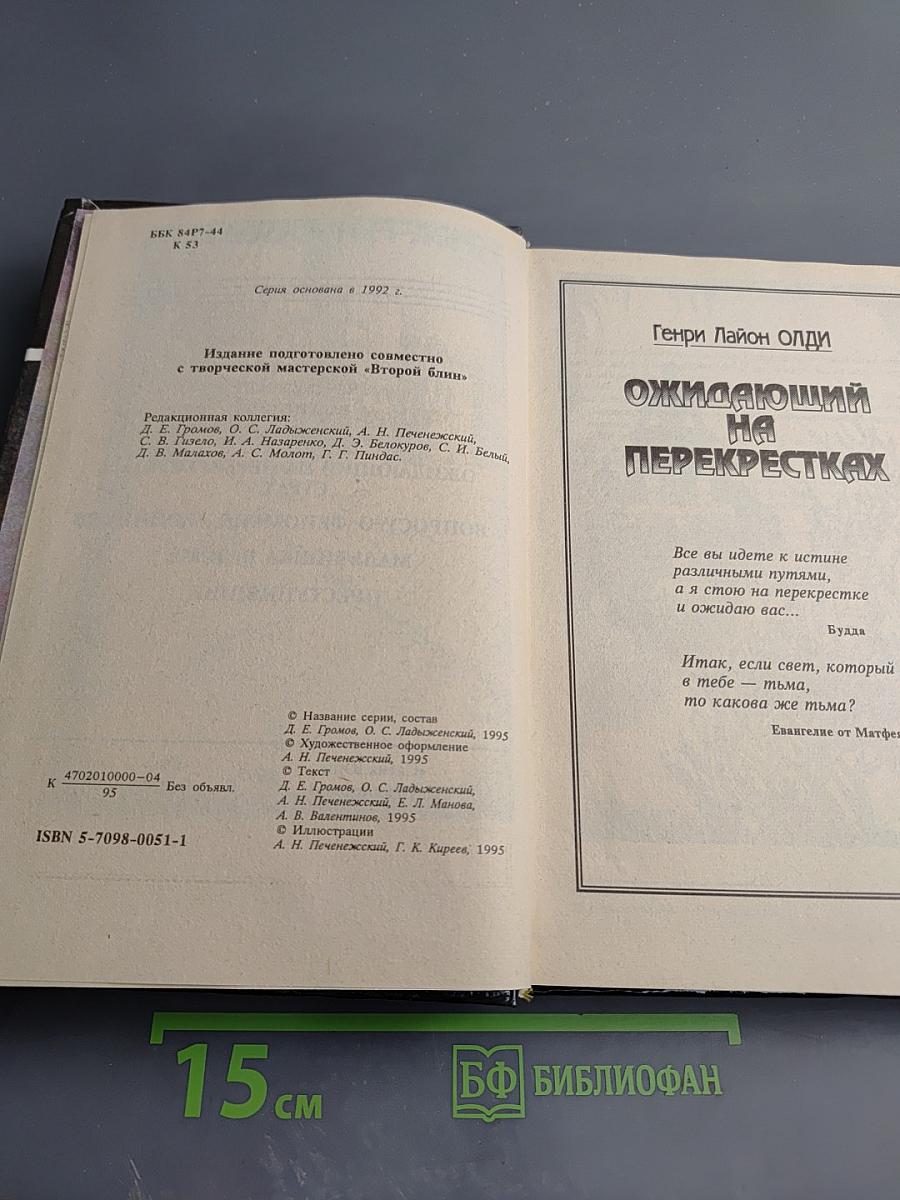 ББК 84Р7-44
К 53
Серия основана в 1992 г.
Издание подготовлено совместно
с творческой мастерской «Второй блин»
Редакционная коллегия:
Д. Е. Громов, О. С. Ладыженский, А. Н. Печенежский,
С. В. Гизело, И. А. Назаренко, Д. Э. Белокуров, С. И. Белый,
Д. В. Малахов, А. С. Молот, Г. Г. Пиндас.
© Название серии, состав
Д. Е. Громов, О. С. Ладыженский, 1995
© Художественное оформление
А. Н. Печенежский, 1995
© Текст
Д. Е. Громов, О. С. Ладыженский,
А. Н. Печенежский, Е. Л. Манова,
А. В. Валентинов, 1995
© Иллюстрации
А. Н. Печенежский, Г. К. Киреев, 1995
К 4702010000-04
95
Без объявл.
ISBN 5-7098-0051-1
Генри Лайон ОЛДИ
ОЖИДАЮЩИЙ
НА
ПЕРЕКРЕСТКАХ
Все вы идете к истине
различными путями,
а я стою на перекрестке
и ожидаю вас...
Будда
Итак, если свет, который
в тебе — тьма,
то какова же тьма?
Евангелие от Матфея
15 см
БФ БИБЛИОФАН